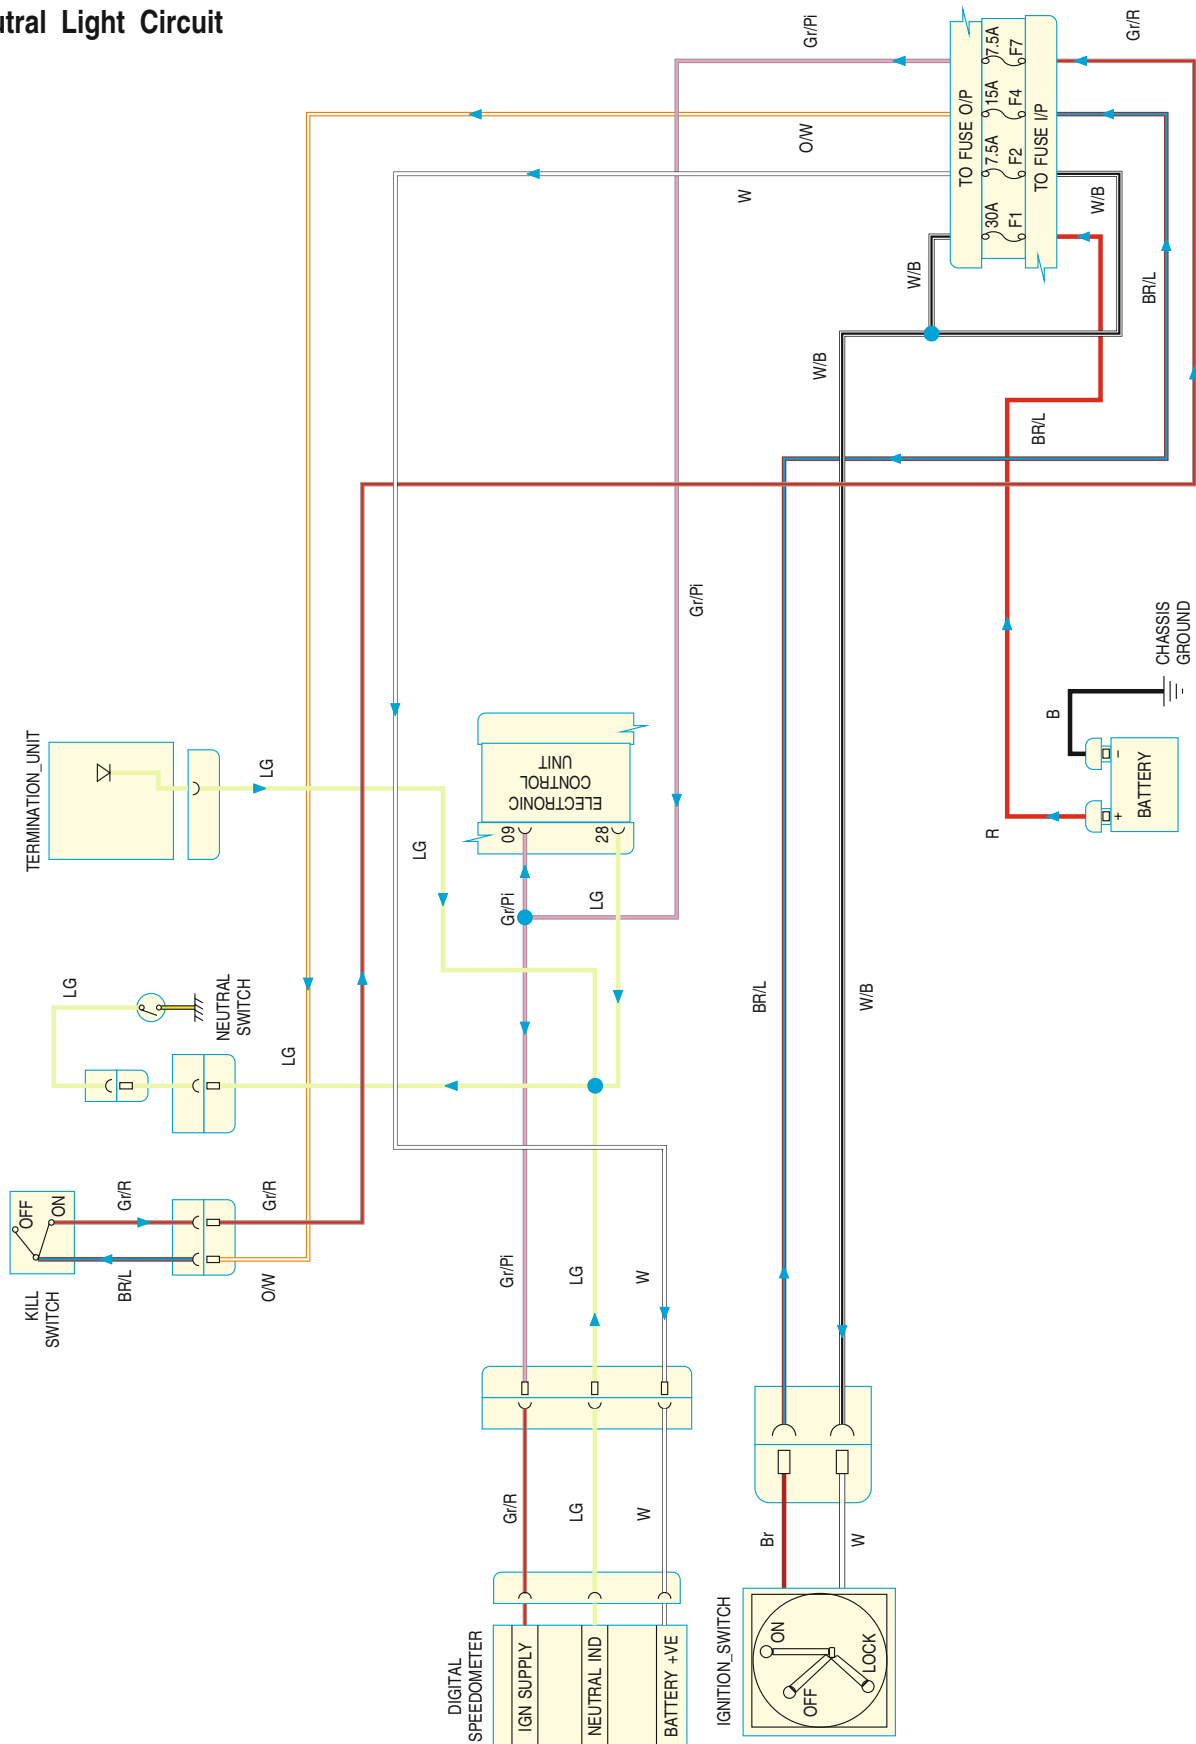 utral Light Circuit
Gr/Pi
Gr/R
TO FUSE O/P
7.5A
F7
15A
F4
7.5A
F2
30A
F1
TO FUSE I/P
O/W
W
W/B
W/B
W/B
BR/L
BR/L
Gr/Pi
CHASSIS
GROUND
B
BATTERY
+
−
R
TERMINATION_UNIT
LG
LG
ELECTRONIC
CONTROL
UNIT
09
28
Gr/Pi
LG
LG
NEUTRAL
SWITCH
LG
BR/L
W/B
OFF
ON
Gr/R
Gr/R
BR/L
O/W
KILL
SWITCH
Gr/Pi
LG
W
Gr/R
LG
W
Br
W
DIGITAL
SPEEDOMETER
IGN SUPPLY
NEUTRAL IND
BATTERY +VE
IGNITION_SWITCH
ON
OFF
LOCK